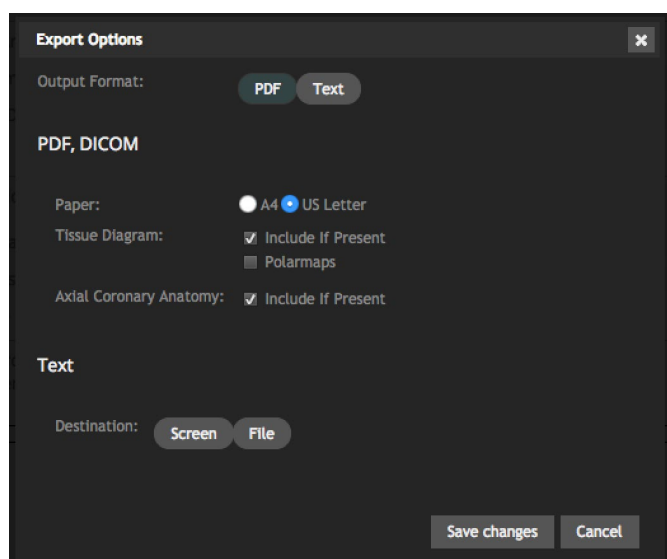 Export Options
Output Format: PDF Text
PDF, DICOM
Paper: A4 US Letter
Tissue Diagram: Include If Present
Polarmaps
Axial Coronary Anatomy: Include If Present
Text
Destination: Screen File
Save changes Cancel